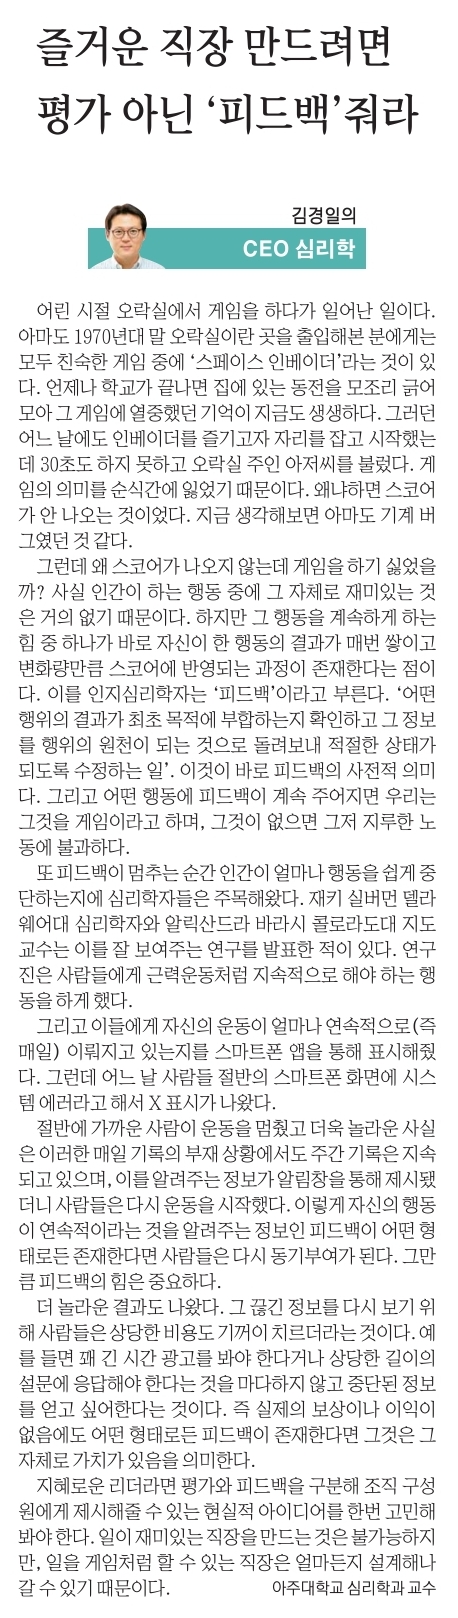 즐거운 직장 만드려면
평가 아닌 ‘피드백’줘라
김경일의
CEO 심리학
어린 시절 오락실에서 게임을 하다가 일어난 일이다.
아마도 1970년대 말 오락실이란 곳을 출입해본 분에게는
모두 친숙한 게임 중에 ‘스페이스 인베이더’라는 것이 있
다. 언제나 학교가 끝나면 집에 있는 동전을 모조리 긁어
모아 그 게임에 열중했던 기억이 지금도 생생하다. 그러던
어느 날에도 인베이더를 즐기고자 자리를 잡고 시작했는
데 30초도 하지 못하고 오락실 주인 아저씨를 불렀다. 게
임의 의미를 순식간에 잃었기 때문이다. 왜냐하면 스코어
가 안 나오는 것이었다. 지금 생각해보면 아마도 기계 버
그였던 것 같다.
그런데 왜 스코어가 나오지 않는데 게임을 하기 싫었을
까? 사실 인간이 하는 행동 중에 그 자체로 재미있는 것
은 거의 없기 때문이다. 하지만 그 행동을 계속하게 하는
힘 중 하나가 바로 자신이 한 행동의 결과가 매번 쌓이고
변화량만큼 스코어에 반영되는 과정이 존재한다는 점이
다. 이를 인지심리학자는 ‘피드백’이라고 부른다. ‘어떤
행위의 결과가 최초 목적에 부합하는지 확인하고 그 정보
를 행위의 원천이 되는 것으로 돌려보내 적절한 상태가
되도록 수정하는 일’. 이것이 바로 피드백의 사전적 의미
다. 그리고 어떤 행동에 피드백이 계속 주어지면 우리는
그것을 게임이라고 하며, 그것이 없으면 그저 지루한 노
동에 불과하다.
또 피드백이 멈추는 순간 인간이 얼마나 행동을 쉽게 중
단하는지에 심리학자들은 주목해왔다. 재키 실버먼 델라
웨어대 심리학자와 알릭산드라 바라시 콜로라도대 지도
교수는 이를 잘 보여주는 연구를 발표한 적이 있다. 연구
진은 사람들에게 근력운동처럼 지속적으로 해야 하는 행
동을 하게 했다.
그리고 이들에게 자신의 운동이 얼마나 연속적으로(즉
매일) 이뤄지고 있는지를 스마트폰 앱을 통해 표시해줬
다. 그런데 어느 날 사람들 절반의 스마트폰 화면에 시스
템 에러라고 해서 X 표시가 나왔다.
절반에 가까운 사람이 운동을 멈췄고 더욱 놀라운 사실
은 이러한 매일 기록의 부재 상황에서도 주간 기록은 지속
되고 있으며, 이를 알려주는 정보가 알림창을 통해 제시됐
더니 사람들은 다시 운동을 시작했다. 이렇게 자신의 행동
이 연속적이라는 것을 알려주는 정보인 피드백이 어떤 형
태로든 존재한다면 사람들은 다시 동기부여가 된다. 그만
큼 피드백의 힘은 중요하다.
더 놀라운 결과도 나왔다. 그 끊긴 정보를 다시 보기 위
해 사람들은 상당한 비용도 기꺼이 치르더라는 것이다. 예
를 들면 꽤 긴 시간 광고를 봐야 한다거나 상당한 길이의
설문에 응답해야 한다는 것을 마다하지 않고 중단된 정보
를 얻고 싶어한다는 것이다. 즉 실제의 보상이나 이익이
없음에도 어떤 형태로든 피드백이 존재한다면 그것은 그
자체로 가치가 있음을 의미한다.
지혜로운 리더라면 평가와 피드백을 구분해 조직 구성
원에게 제시해줄 수 있는 현실적 아이디어를 한번 고민해
봐야 한다. 일이 재미있는 직장을 만드는 것은 불가능하지
만, 일을 게임처럼 할 수 있는 직장은 얼마든지 설계해나
갈 수 있기 때문이다. 아주대학교 심리학과 교수